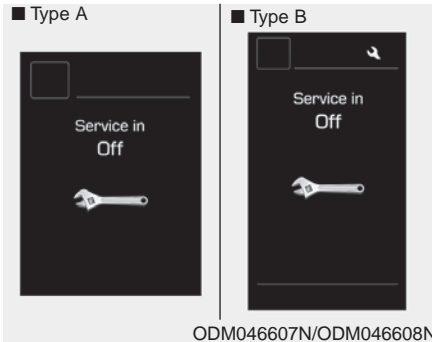 ■ Type A
Service in
Off
■ Type B
Service in
Off
ODM046607N/ODM046608N